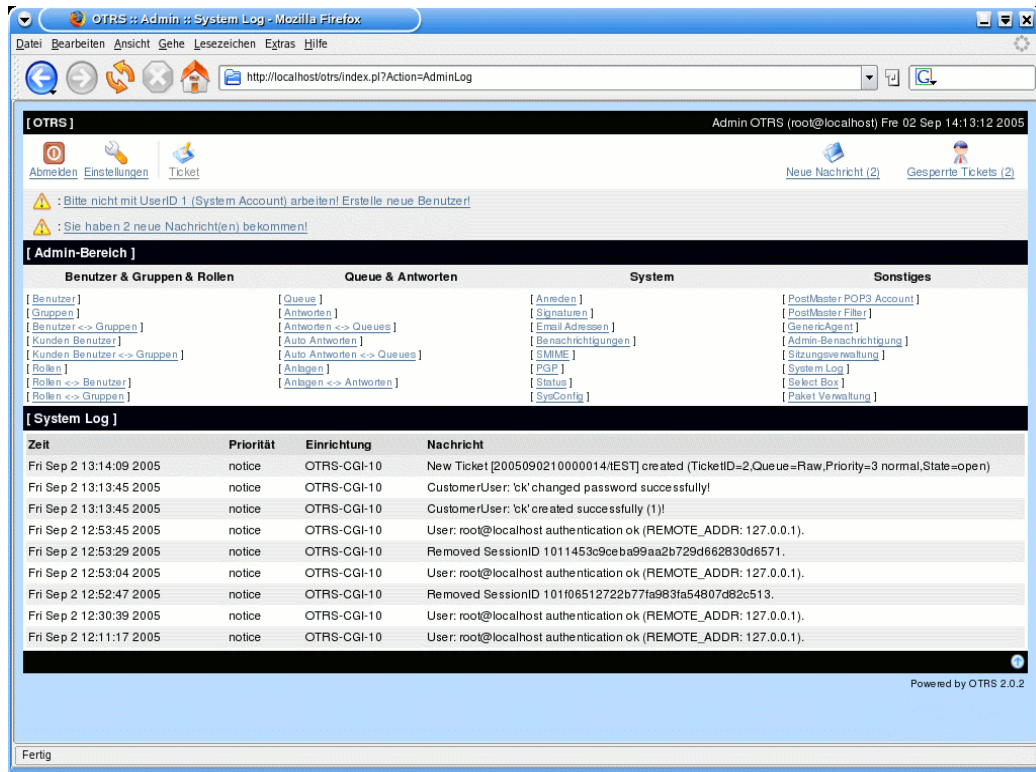 OTRS :: Admin :: System Log - Mozilla Firefox
Datei Bearbeiten Ansicht Gehe Lesezeichen Extras Hilfe
http://localhost/otrs/index.pl?Action=AdminLog
[ OTRS ] Admin OTRS (root@localhost) Fre 02 Sep 14:13:12 2005
Abmelden Einstellungen Ticket Neue Nachricht (2) Gesperrte Tickets (2)
: Bitte nicht mit UserID 1 (System Account) arbeiten! Erstelle neue Benutzer!
: Sie haben 2 neue Nachricht(en) bekommen!
[ Admin-Bereich ]
Benutzer & Gruppen & Rollen Queue & Antworten System Sonstiges
[ Benutzer ] [ Queue ] [ Anreden ] [ PostMaster POP3 Account ]
[ Gruppen ] [ Antworten ] [ Signaturen ] [ PostMaster Filter ]
[ Benutzer <-> Gruppen ] [ Antworten <-> Queues ] [ Email Adressen ] [ GenericAgent ]
[ Kunden Benutzer ] [ Auto Antworten ] [ Benachrichtigungen ] [ Admin-Benachrichtigung ]
[ Kunden Benutzer <-> Gruppen ] [ Auto Antworten <-> Queues ] [ SMIME ] [ Sitzungsverwaltung ]
[ Rollen ] [ Anlagen ] [ PGP ] [ System Log ]
[ Rollen <-> Benutzer ] [ Anlagen <-> Antworten ] [ Status ] [ Select Box ]
[ Rollen <-> Gruppen ] [ SysConfig ] [ Paket Verwaltung ]
[ System Log ]
Zeit Priorität Einrichtung Nachricht
Fri Sep 2 13:14:09 2005 notice OTRS-CGI-10 New Ticket [2005090210000014/tEST] created (TicketID=2,Queue=Raw,Priority=3 normal,State=open)
Fri Sep 2 13:13:45 2005 notice OTRS-CGI-10 CustomerUser: 'ck' changed password successfully!
Fri Sep 2 13:13:45 2005 notice OTRS-CGI-10 CustomerUser: 'ck' created successfully (1)!
Fri Sep 2 12:53:45 2005 notice OTRS-CGI-10 User: root@localhost authentication ok (REMOTE_ADDR: 127.0.0.1).
Fri Sep 2 12:53:29 2005 notice OTRS-CGI-10 Removed SessionID 1011453c9ceba99aa2b729d662830d6571.
Fri Sep 2 12:53:04 2005 notice OTRS-CGI-10 User: root@localhost authentication ok (REMOTE_ADDR: 127.0.0.1).
Fri Sep 2 12:52:47 2005 notice OTRS-CGI-10 Removed SessionID 101f06512722b77fa983fa54807d82c513.
Fri Sep 2 12:30:39 2005 notice OTRS-CGI-10 User: root@localhost authentication ok (REMOTE_ADDR: 127.0.0.1).
Fri Sep 2 12:11:17 2005 notice OTRS-CGI-10 User: root@localhost authentication ok (REMOTE_ADDR: 127.0.0.1).
Powered by OTRS 2.0.2
Fertig